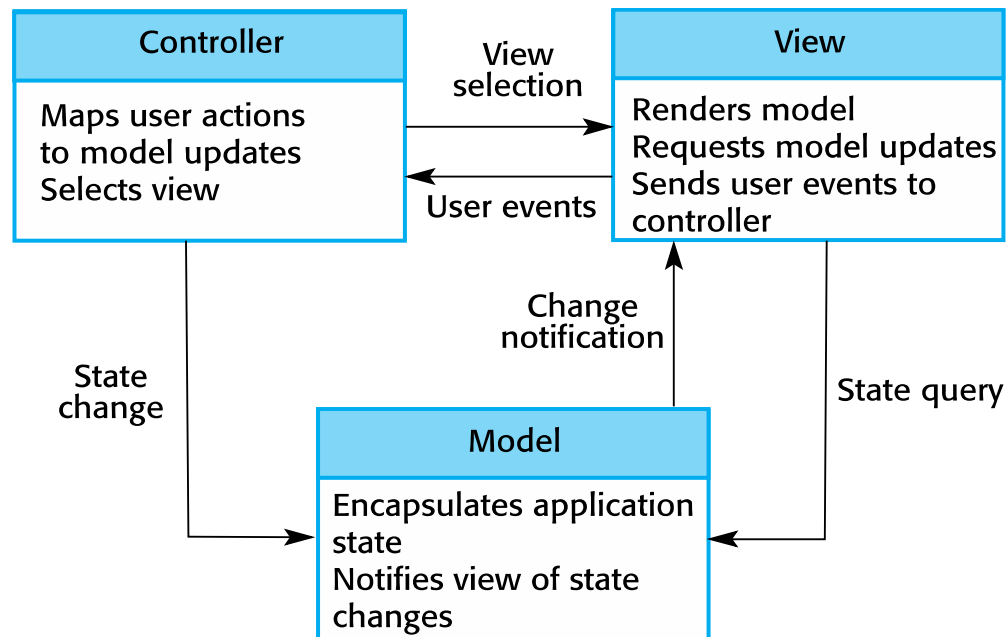 Controller
Maps user actions
to model updates
Selects view
View
selection
User events
View
Renders model
Requests model updates
Sends user events to
controller
State
change
Change
notification
State query
Model
Encapsulates application
state
Notifies view of state
changes